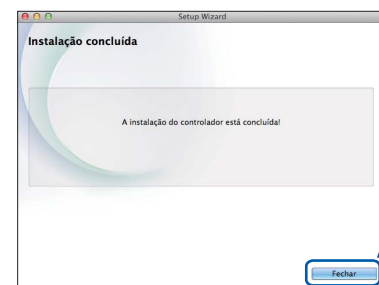 Setup Wizard
Instalação concluída
A instalação do controlador está concluída!
Fechar